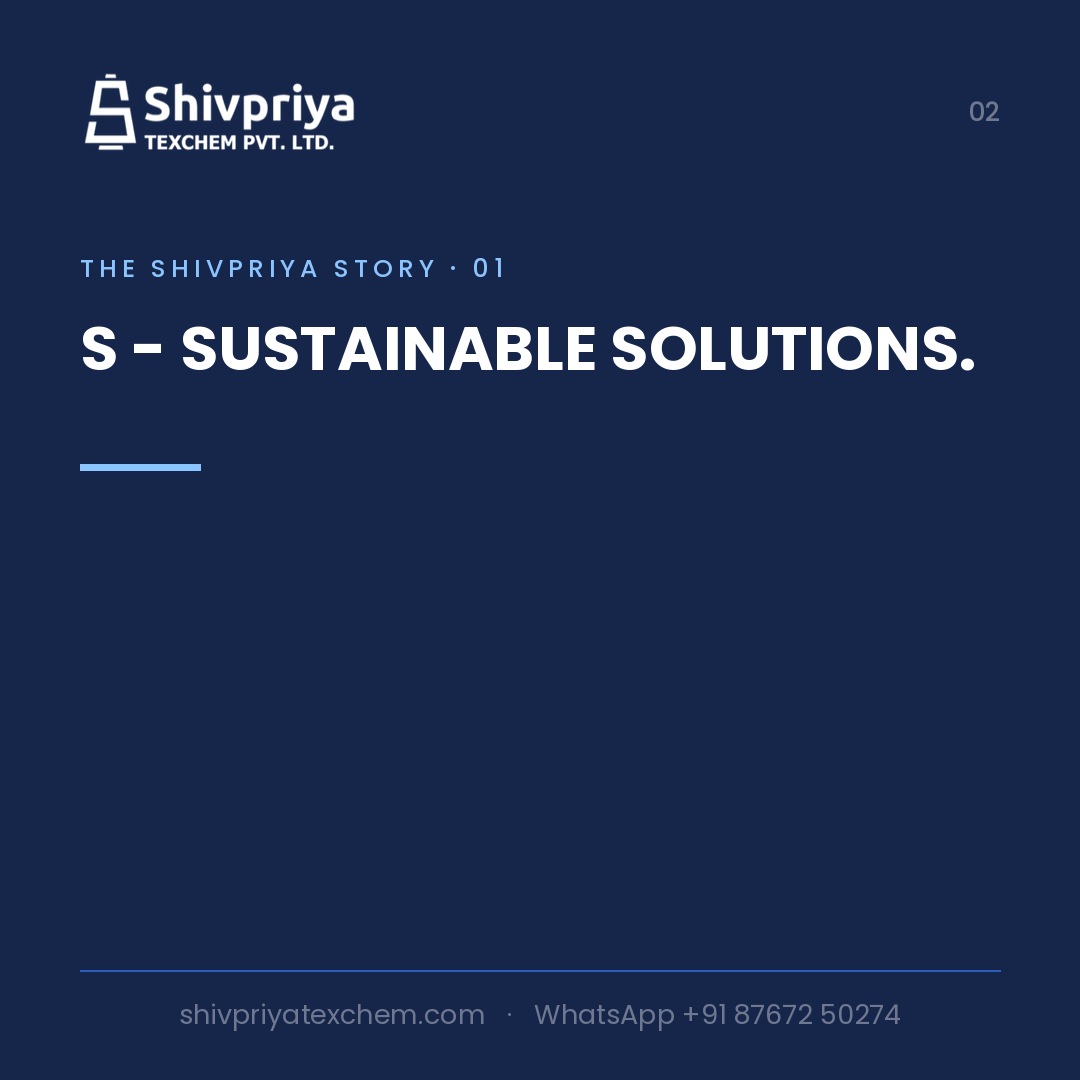 Shivpriya
TEXCHEM PVT. LTD.
02
THE SHIVPRIYA STORY · 01
S - SUSTAINABLE SOLUTIONS.
shivpriyatexchem.com · WhatsApp +91 87672 50274